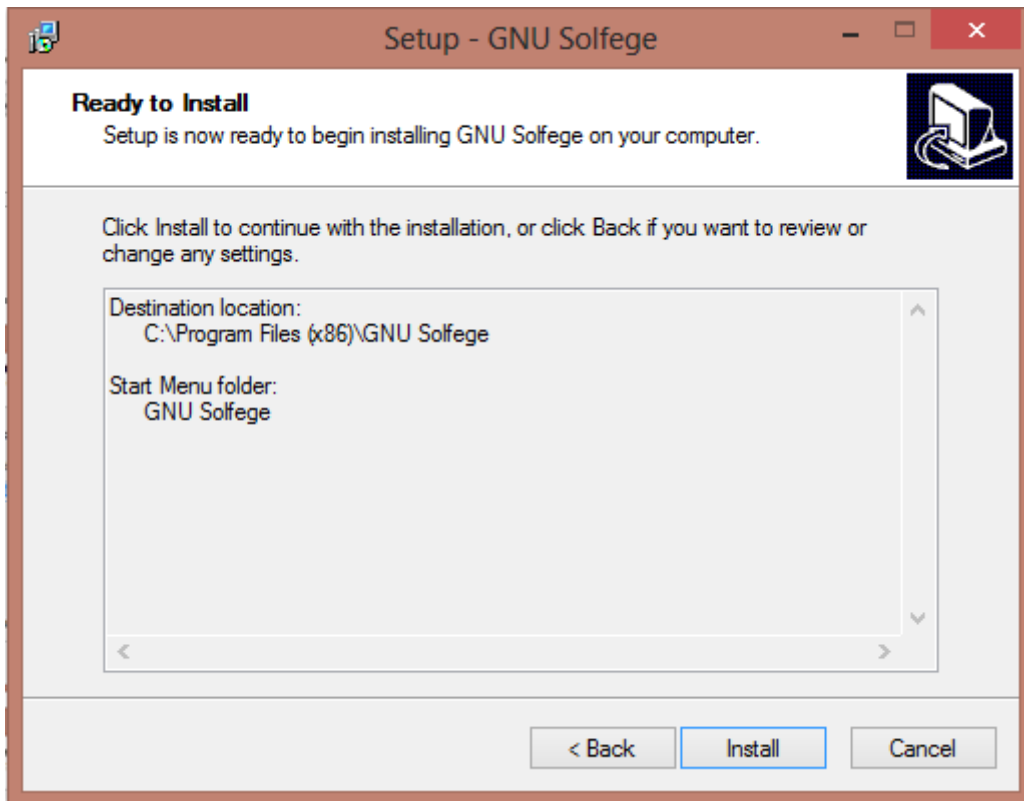 Setup - GNU Solfege
Ready to Install
Setup is now ready to begin installing GNU Solfege on your computer.
Click Install to continue with the installation, or click Back if you want to review or
change any settings.
Destination location:
C:\Program Files (x86)\GNU Solfege
Start Menu folder:
GNU Solfege
< Back
Install
Cancel